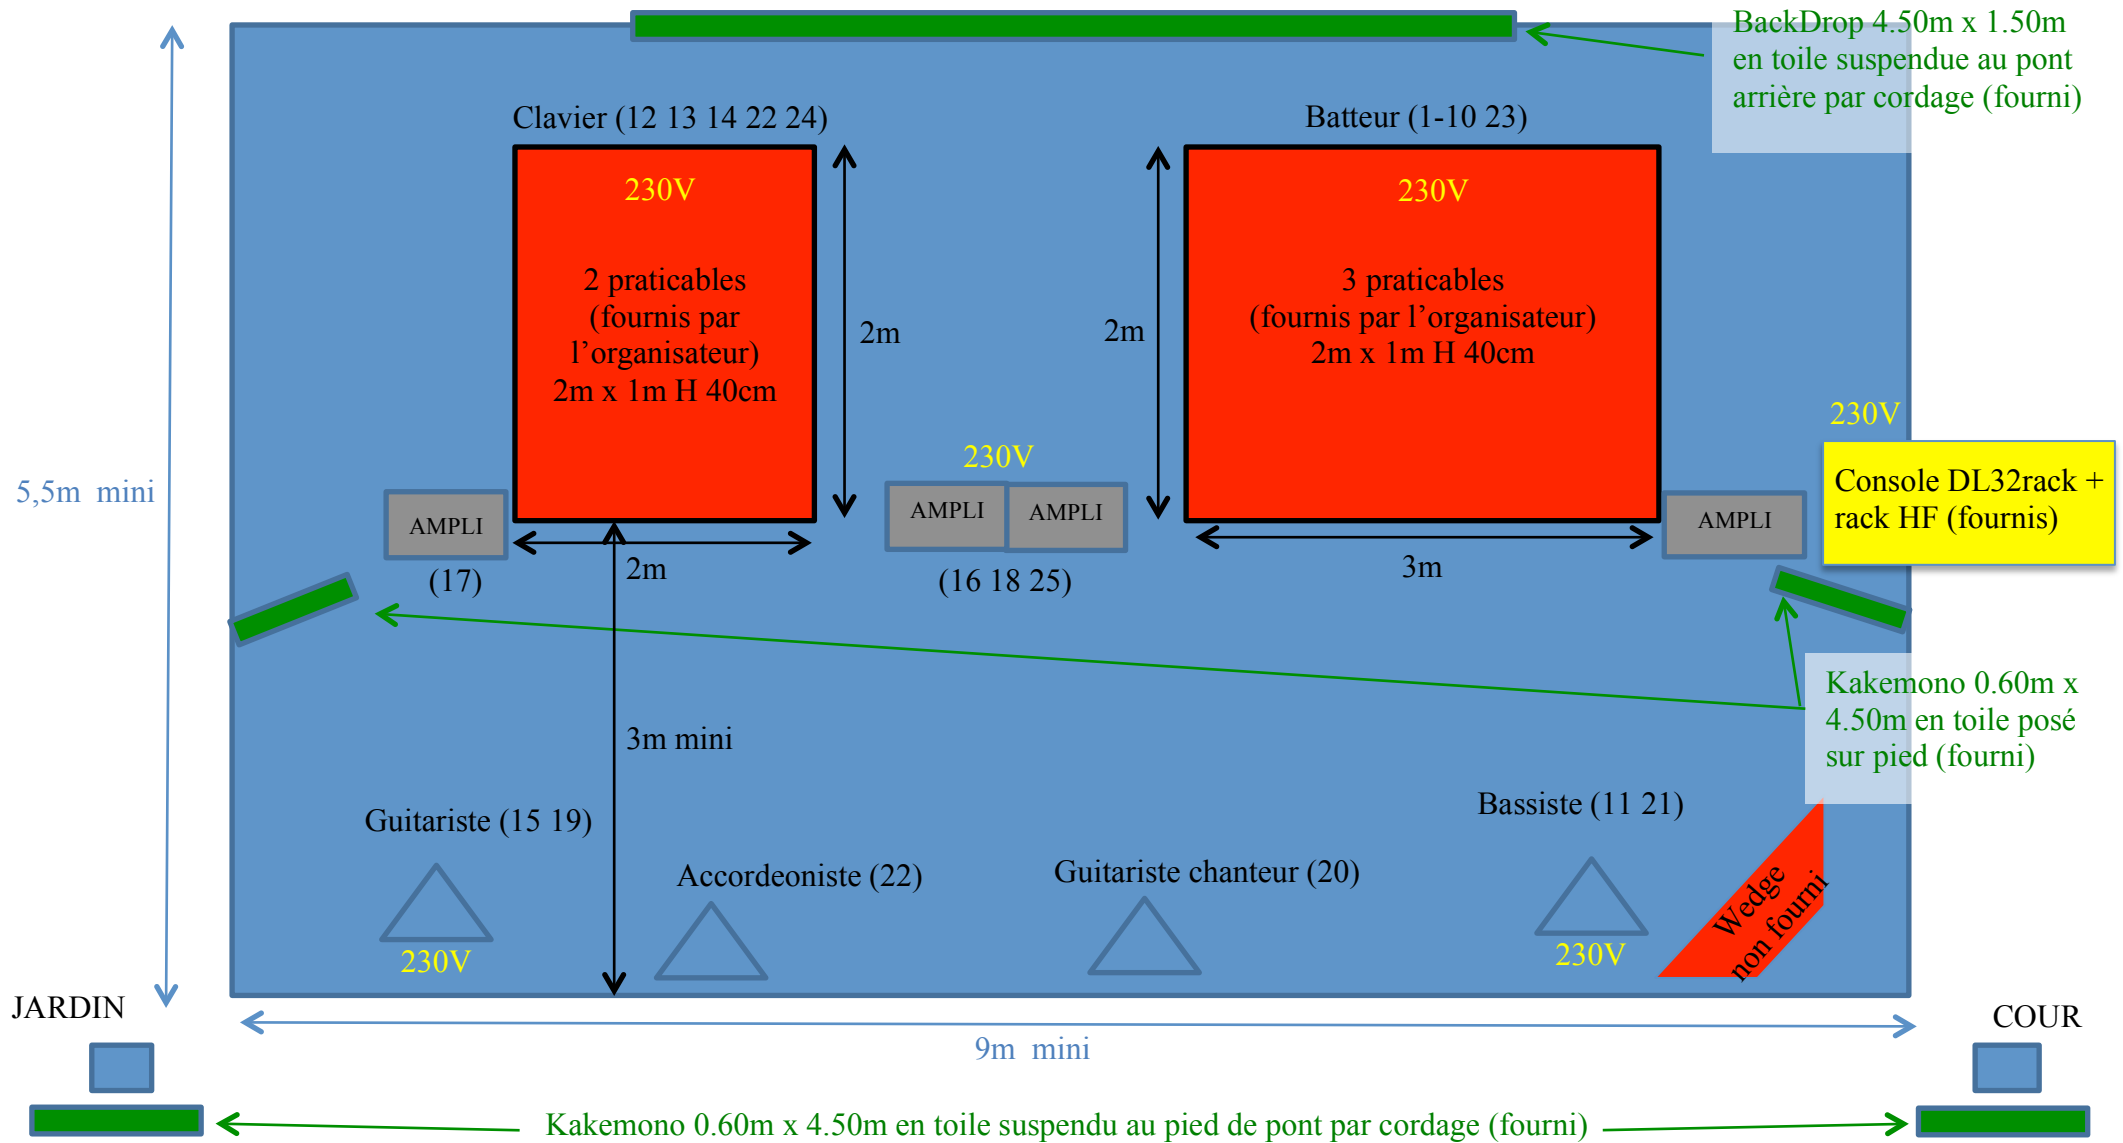 BackDrop 4.50m x 1.50m
en toile suspendue au pont
arrière par cordage (fourni)
Clavier (12 13 14 22 24)
Batteur (1-10 23)
230V
2 praticables
(fournis par
l’organisateur)
2m x 1m H 40cm
2m
2m
230V
3 praticables
(fournis par l’organisateur)
2m x 1m H 40cm
230V
Console DL32rack +
rack HF (fournis)
5,5m  mini
230V
AMPLI
AMPLI
AMPLI
AMPLI
(17)
2m
(16 18 25)
3m
3m mini
Kakemono 0.60m x
4.50m en toile posé
sur pied (fourni)
Guitariste (15 19)
Accordeoniste (22)
Guitariste chanteur (20)
Bassiste (11 21)
Wedge
non fourni
230V
230V
JARDIN
COUR
9m  mini
Kakemono 0.60m x 4.50m en toile suspendu au pied de pont par cordage (fourni)